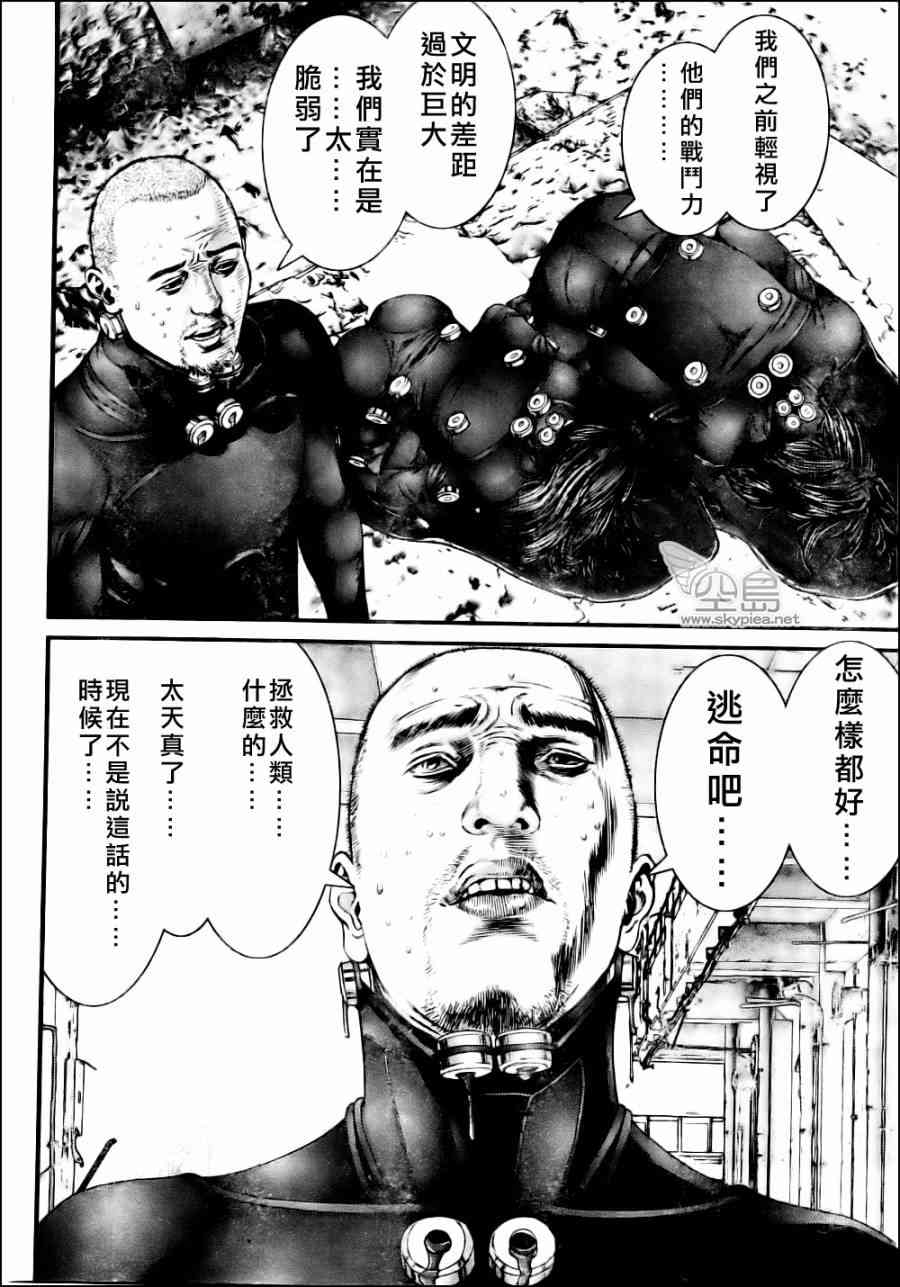 我們之前輕視了
他們的戰鬥力
………
文明的差距
過於巨大
我們實在是
……太……
脆弱了
空島
www.skypiea.net
怎麼樣都好……
逃命吧……
拯救人類……
什麼的……
太天真了……
現在不是説這話的……
時候了……